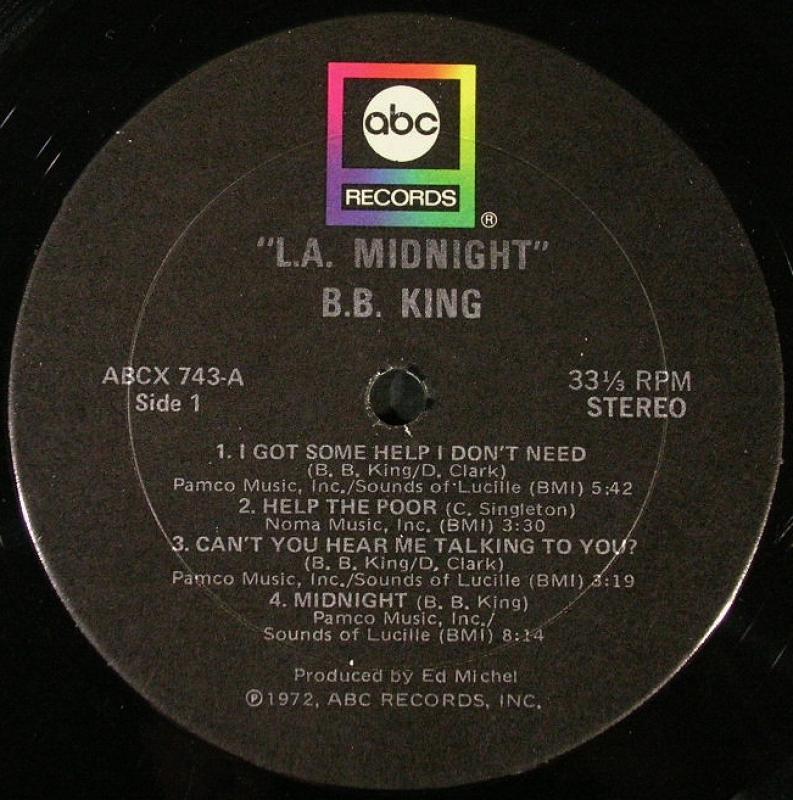 abc
RECORDS
®
"L.A. MIDNIGHT"
B.B. KING
ABCX 743-A
Side 1
33⅓ RPM
STEREO
1. I GOT SOME HELP I DON'T NEED
(B. B. King/D. Clark)
Pamco Music, Inc./Sounds of Lucille (BMI) 5:42
2. HELP THE POOR (C. Singleton)
Noma Music, Inc. (BMI) 3:30
3. CAN'T YOU HEAR ME TALKING TO YOU?
(B. B. King/D. Clark)
Pamco Music, Inc./Sounds of Lucille (BMI) 3:19
4. MIDNIGHT (B. B. King)
Pamco Music, Inc./
Sounds of Lucille (BMI) 8:14
Produced by Ed Michel
℗1972, ABC RECORDS, INC.